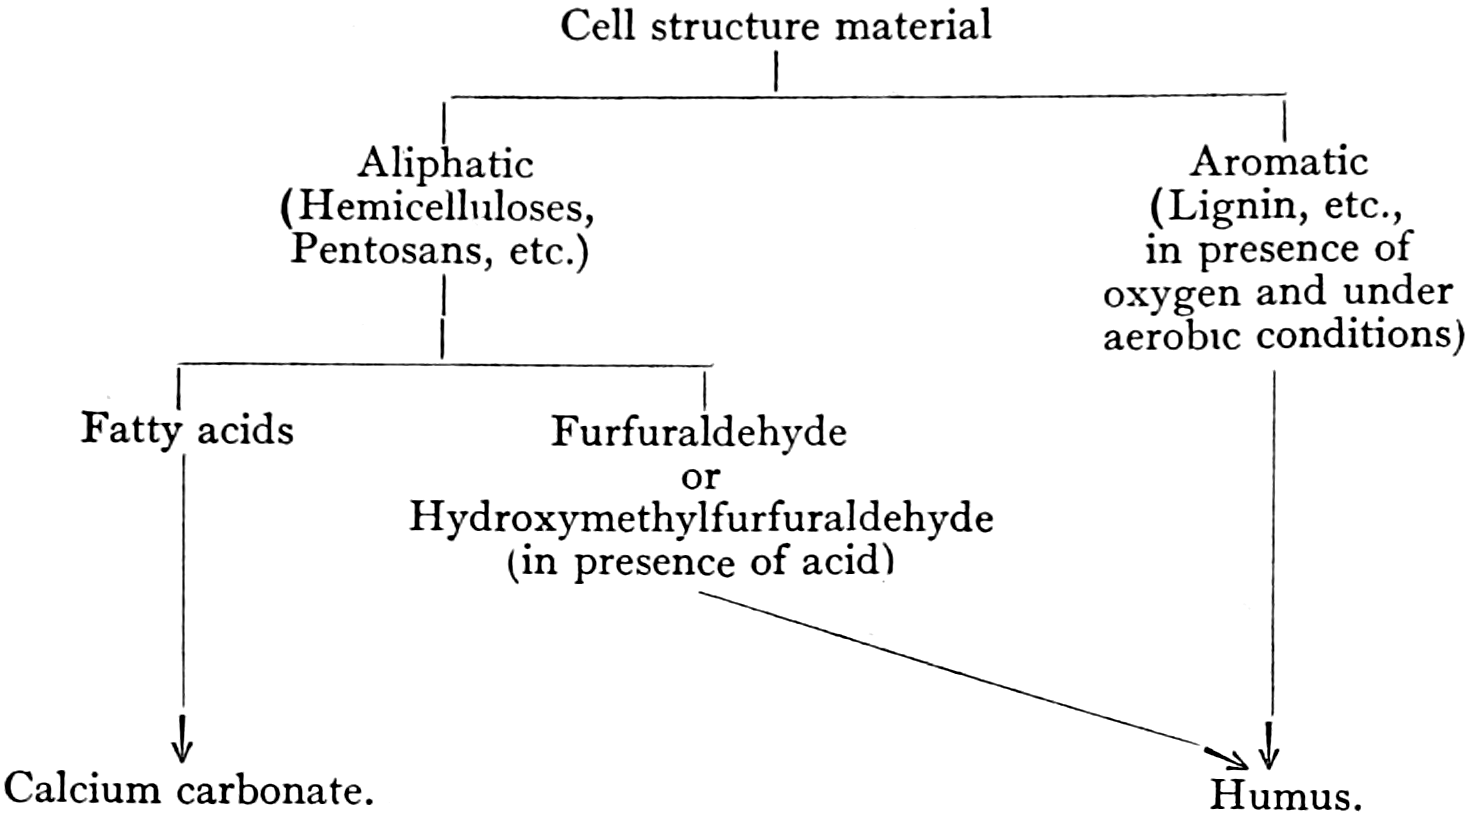 Cell structure material
Aliphatic
(Hemicelluloses,
Pentosans, etc.)
Aromatic
(Lignin, etc.,
in presence of
oxygen and under
aerobic conditions)
Fatty acids
Furfuraldehyde
or
Hydroxymethylfurfuraldehyde
(in presence of acid)
Calcium carbonate.
Humus.